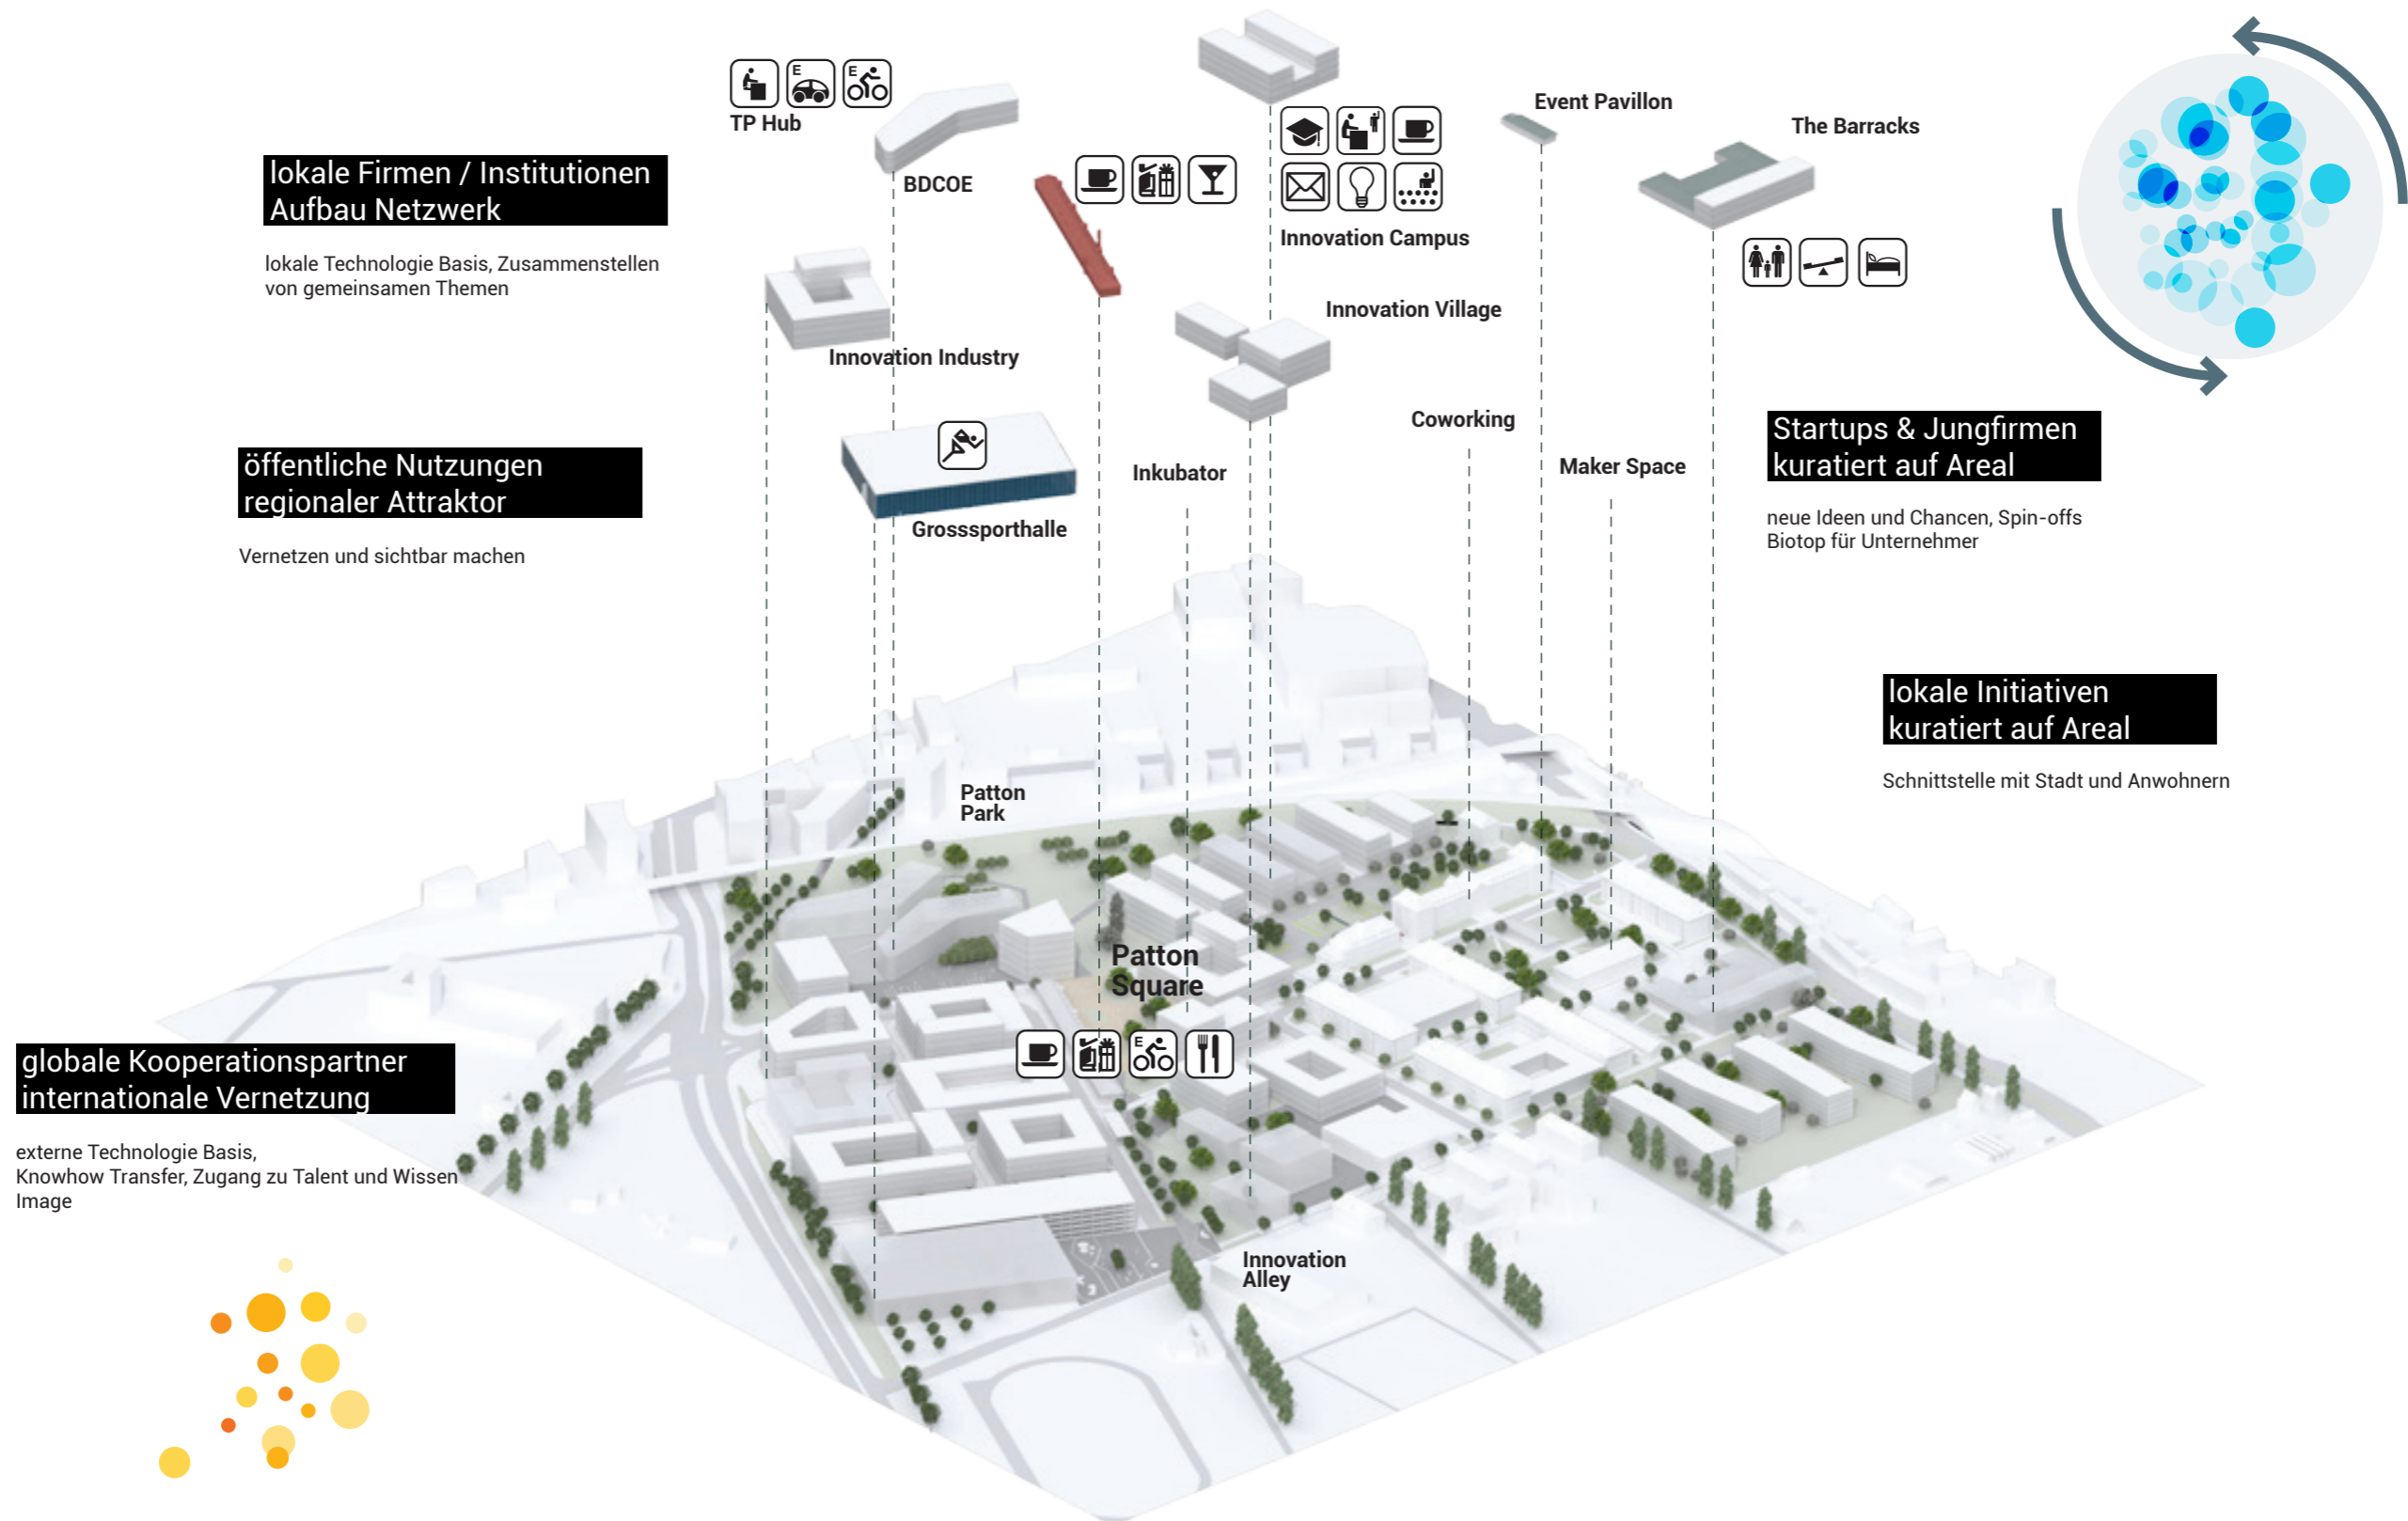 E
E
TP Hub
BDCOE
Event Pavillon
The Barracks
lokale Firmen / Institutionen
Aufbau Netzwerk
lokale Technologie Basis, Zusammenstellen
von gemeinsamen Themen
Innovation Campus
Innovation Village
Innovation Industry
Coworking
Startups & Jungfirmen
kuratiert auf Areal
neue Ideen und Chancen, Spin-offs
Biotop für Unternehmer
öffentliche Nutzungen
regionaler Attraktor
Vernetzen und sichtbar machen
Inkubator
Maker Space
Grosssporthalle
lokale Initiativen
kuratiert auf Areal
Schnittstelle mit Stadt und Anwohnern
Patton
Park
Patton
Square
E
globale Kooperationspartner
internationale Vernetzung
externe Technologie Basis,
Knowhow Transfer, Zugang zu Talent und Wissen
Image
Innovation
Alley